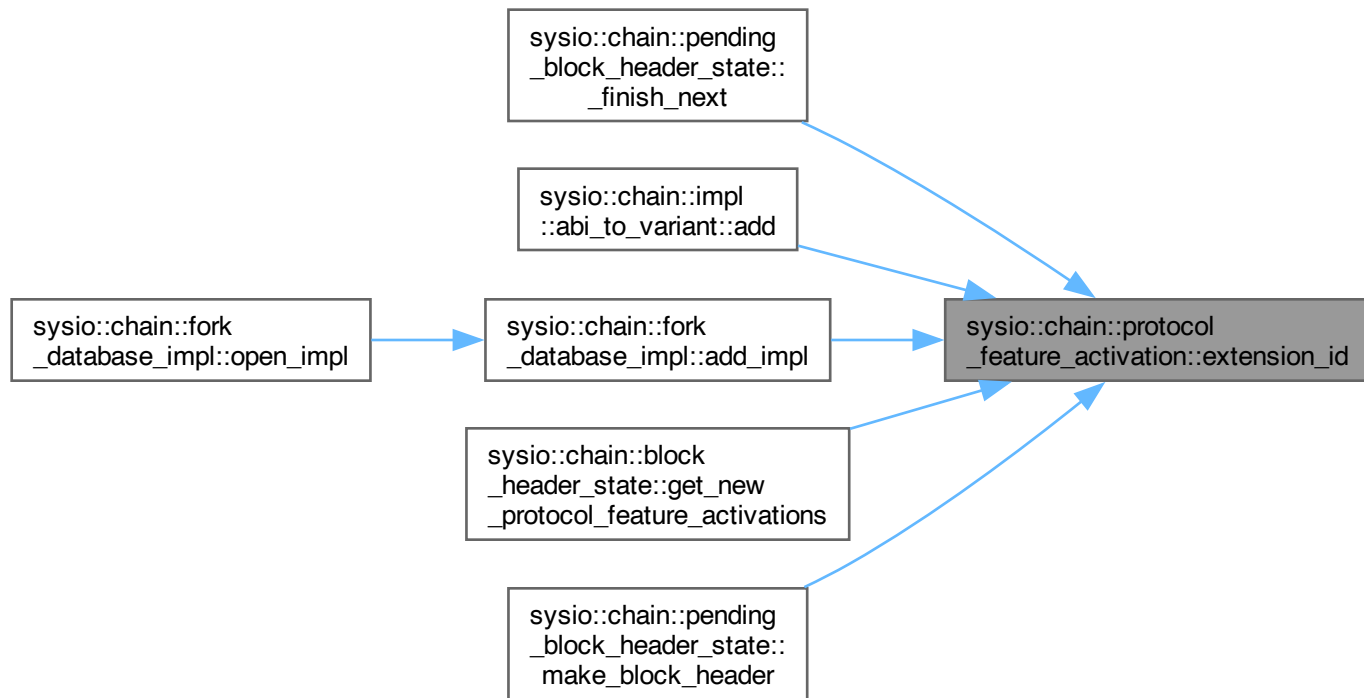 sysio::chain::pending
_block_header_state::
_finish_next
sysio::chain::impl
::abi_to_variant::add
sysio::chain::fork
_database_impl::open_impl
sysio::chain::fork
_database_impl::add_impl
sysio::chain::protocol
_feature_activation::extension_id
sysio::chain::block
_header_state::get_new
_protocol_feature_activations
sysio::chain::pending
_block_header_state::
make_block_header